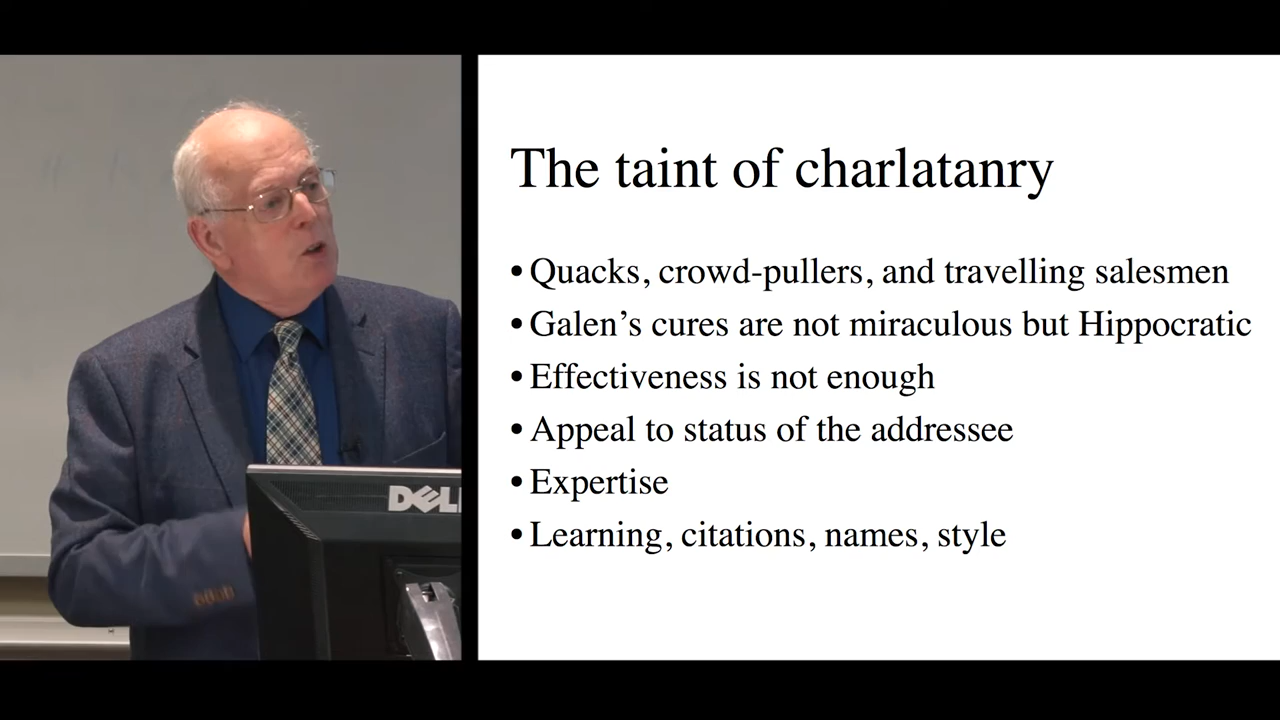 The taint of charlatanry
• Quacks, crowd-pullers, and travelling salesmen
• Galen’s cures are not miraculous but Hippocratic
• Effectiveness is not enough
• Appeal to status of the addressee
• Expertise
• Learning, citations, names, style
DELL